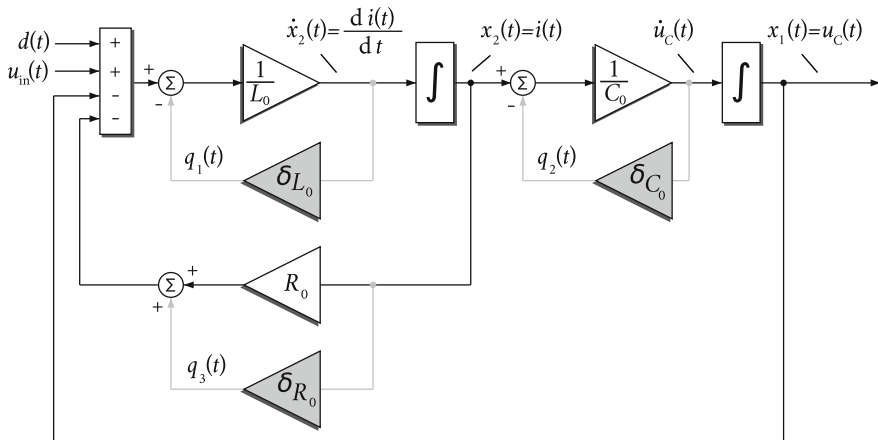 ẋ₂(t)= d i(t) / d t
x₂(t)=i(t)
u̇_C(t)
x₁(t)=u_C(t)
d(t)
u_in(t)
+
+
-
-
+
Σ
-
1/L₀
∫
+
Σ
-
1/C₀
∫
q₁(t)
δ_L₀
q₂(t)
δ_C₀
Σ
+
+
R₀
q₃(t)
δ_R₀